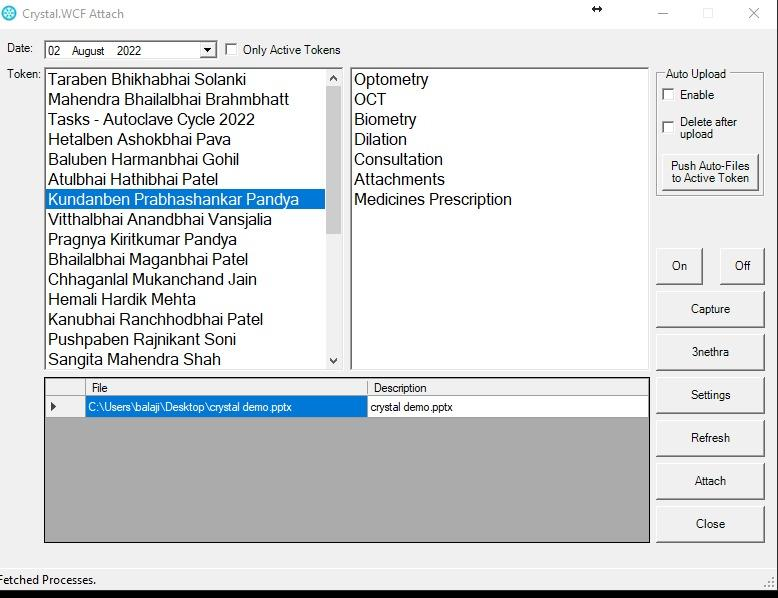 Crystal.WCF Attach
Date:
02 August 2022
Only Active Tokens
Token:
Taraben Bhikhabhai Solanki
Mahendra Bhailalbhai Brahmbhatt
Tasks - Autoclave Cycle 2022
Hetalben Ashokbhai Pava
Baluben Harmanbhai Gohil
Atulbhai Hathibhai Patel
Kundanben Prabhashankar Pandya
Vitthalbhai Anandbhai Vansjalia
Pragnya Kiritkumar Pandya
Bhailalbhai Maganbhai Patel
Chhaganlal Mukanchand Jain
Hemali Hardik Mehta
Kanubhai Ranchhodbhai Patel
Pushpaben Rajnikant Soni
Sangita Mahendra Shah
Optometry
OCT
Biometry
Dilation
Consultation
Attachments
Medicines Prescription
Auto Upload
Enable
Delete after
upload
Push Auto-Files
to Active Token
On
Off
Capture
3nethra
Settings
Refresh
Attach
Close
File
Description
C:\Users\balaji\Desktop\crystal demo.pptx
crystal demo.pptx
Fetched Processes.